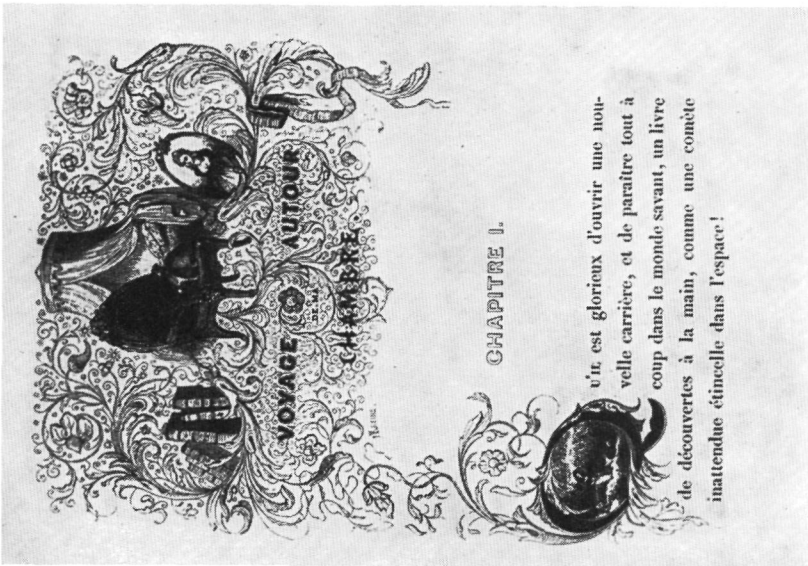 VOYAGE AUTOUR
DE MA
CHAMBRE.
CHAPITRE I.
Qu'il est glorieux d'ouvrir une nou-
velle carrière, et de paraître tout à
coup dans le monde savant, un livre
de découvertes à la main, comme une comète
inattendue étincelle dans l'espace!